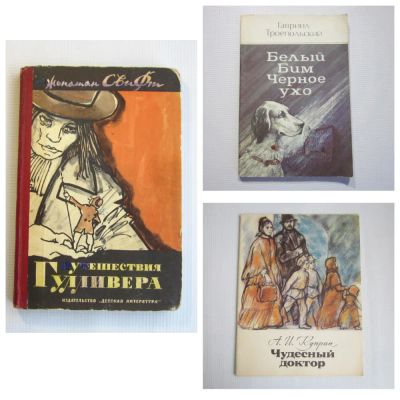 Джонатан Свифт
Путешествия
Гулливера
ИЗДАТЕЛЬСТВО „ДЕТСКАЯ ЛИТЕРАТУРА"
Гавриил
Троепольский
Белый
Бим
Черное
ухо
А. И. Куприн
Чудесный
доктор